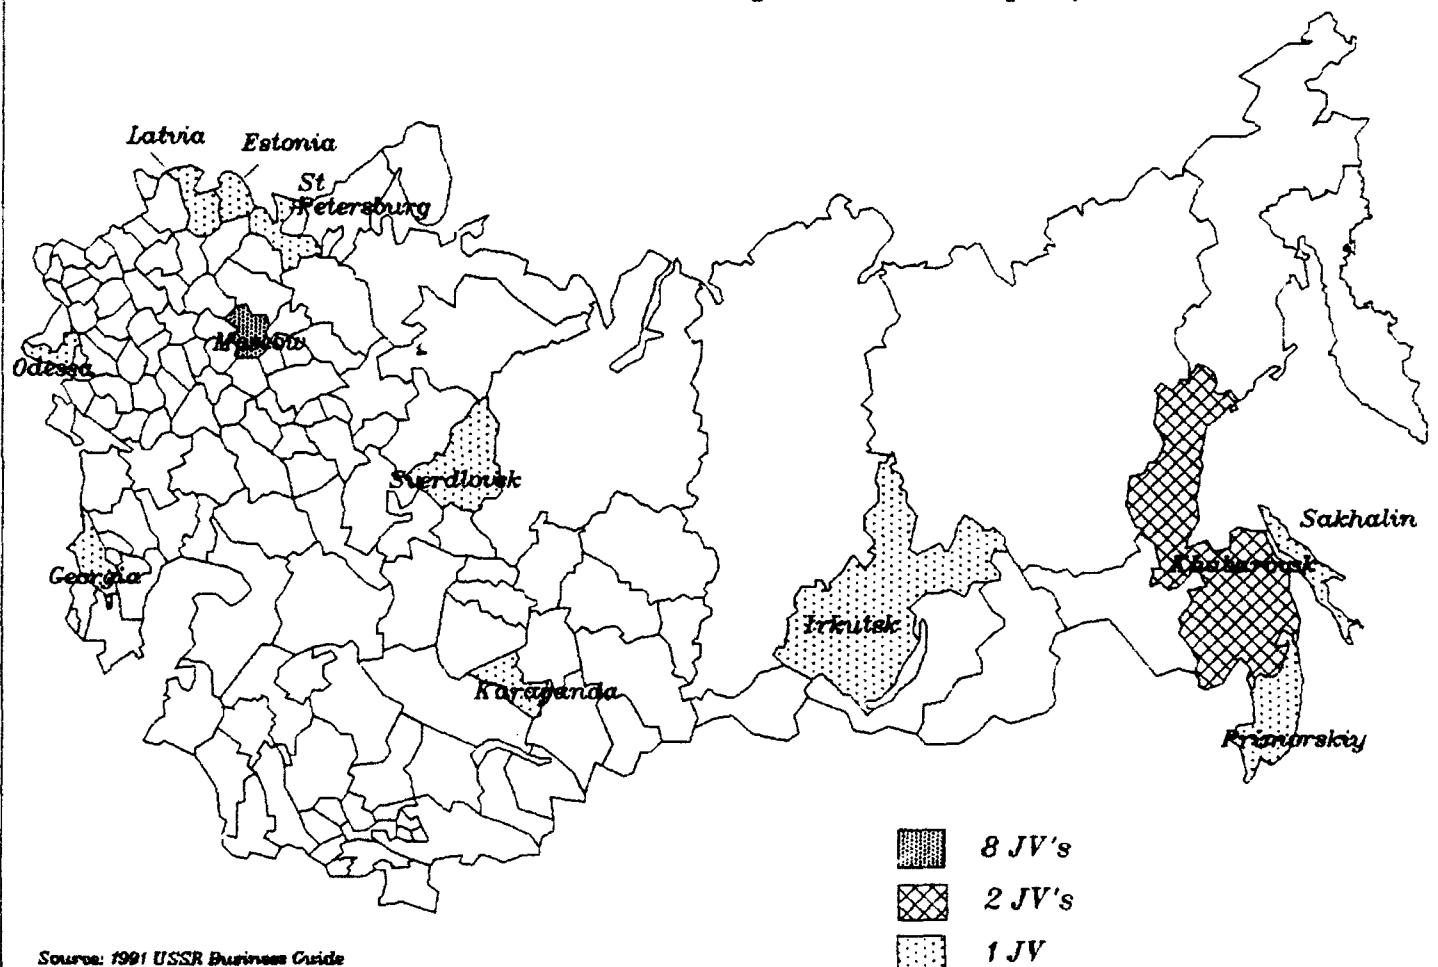 Latvia
Estonia
St
Petersburg
Moscow
Odessa
Sverdlovsk
Georgia
Sakhalin
Khabarovsk
Irkutsk
Karaganda
Primorskiy
8 JV's
2 JV's
1 JV
Source: 1991 USSR Business Guide